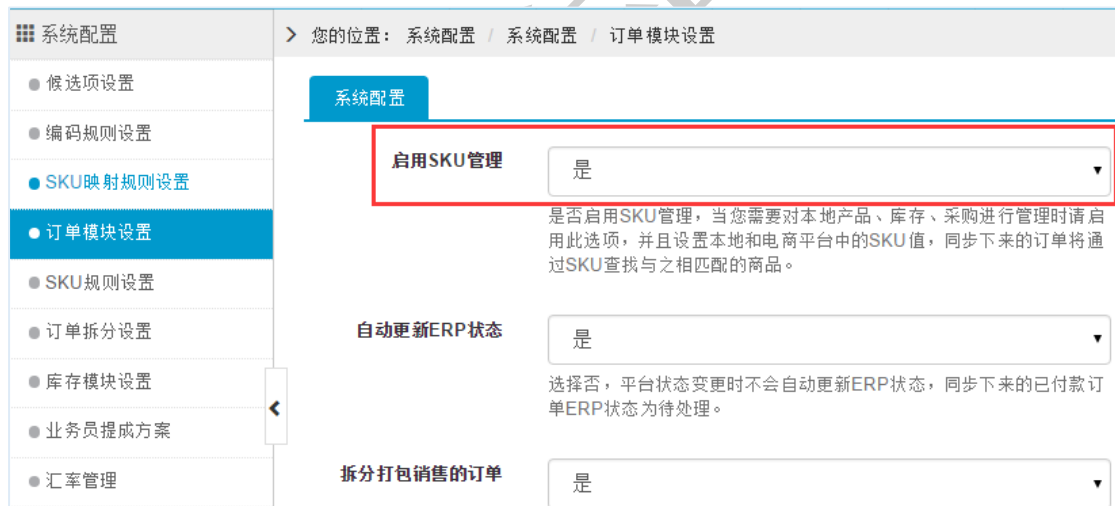 系统配置
您的位置： 系统配置 / 系统配置 / 订单模块设置
候选项设置
编码规则设置
SKU映射规则设置
订单模块设置
SKU规则设置
订单拆分设置
库存模块设置
业务员提成方案
汇率管理
系统配置
启用SKU管理
是
是否启用SKU管理，当您需要对本地产品、库存、采购进行管理时请启
用此选项，并且设置本地和电商平台中的SKU值，同步下来的订单将通
过SKU查找与之相匹配的商品。
自动更新ERP状态
是
选择否，平台状态变更时不会自动更新ERP状态，同步下来的已付款订
单ERP状态为待处理。
拆分打包销售的订单
是